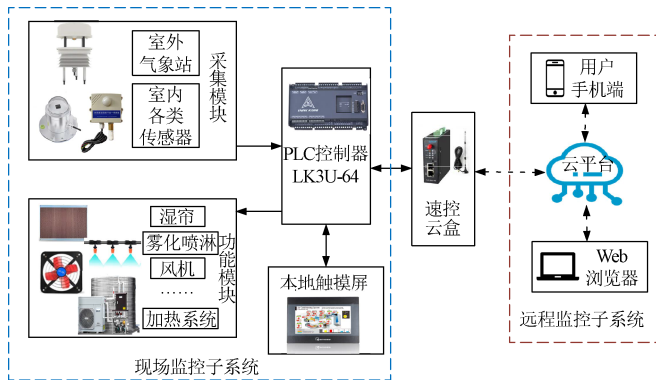 室外
气象站
室内
各类
传感器
采集模块
PLC控制器
LK3U-64
湿帘
雾化喷淋
风机
……
加热系统
功能模块
本地触摸屏
现场监控子系统
速控
云盒
用户
手机端
云平台
Web
浏览器
远程监控子系统